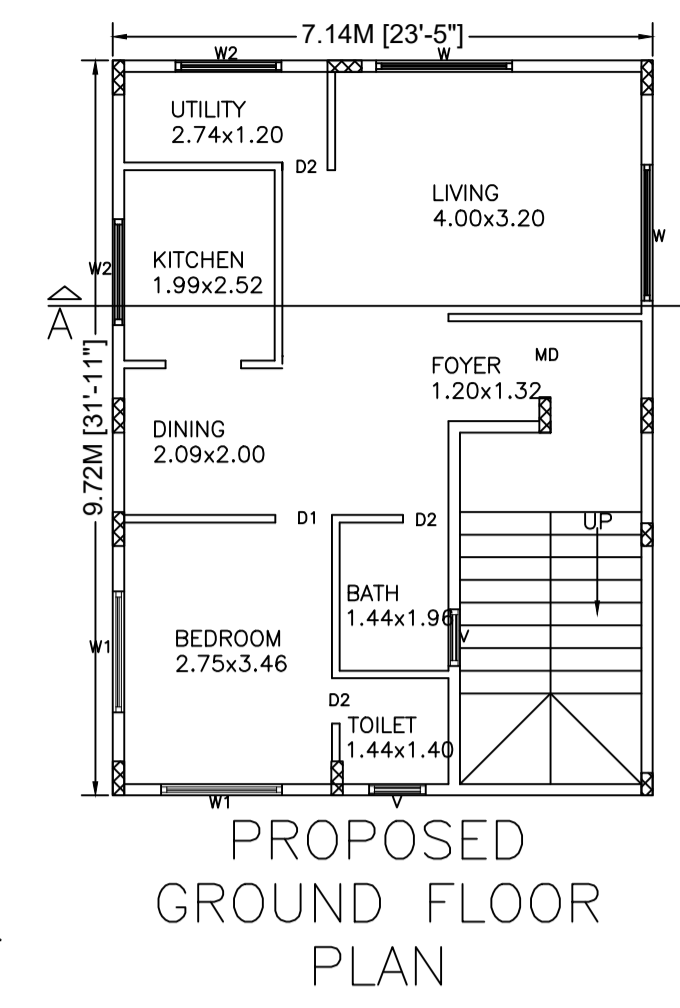 7.14M [23'-5"]
W2
W
UTILITY
2.74x1.20
D2
LIVING
4.00x3.20
W
W2
KITCHEN
1.99x2.52
A
9.72M [31'-11"]
FOYER
1.20x1.32
MD
DINING
2.09x2.00
D1
D2
UP
BATH
1.44x1.96
V
W1
BEDROOM
2.75x3.46
D2
TOILET
1.44x1.40
W1
V
PROPOSED
GROUND FLOOR
PLAN